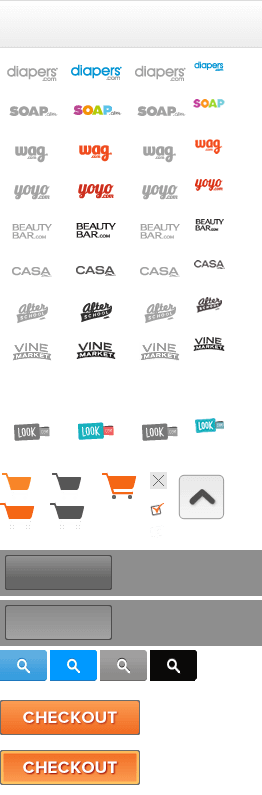 diapers .com diapers .com diapers .com diapers .com
SOAP.com SOAP.com SOAP.com SOAP
wag .com wag .com wag .com wag .com
yoyo .com yoyo .com yoyo .com yoyo .com
BEAUTY BEAUTY BEAUTY BEAUTY
BAR.COM BAR.COM BAR.COM BAR.COM
CASA CASA CASA CASA
After After After After
SCHOOL SCHOOL SCHOOL SCHOOL
VINE VINE VINE VINE
MARKET MARKET MARKET MARKET
LOOK.COM LOOK.COM LOOK.COM LOOK.COM
CHECKOUT
CHECKOUT